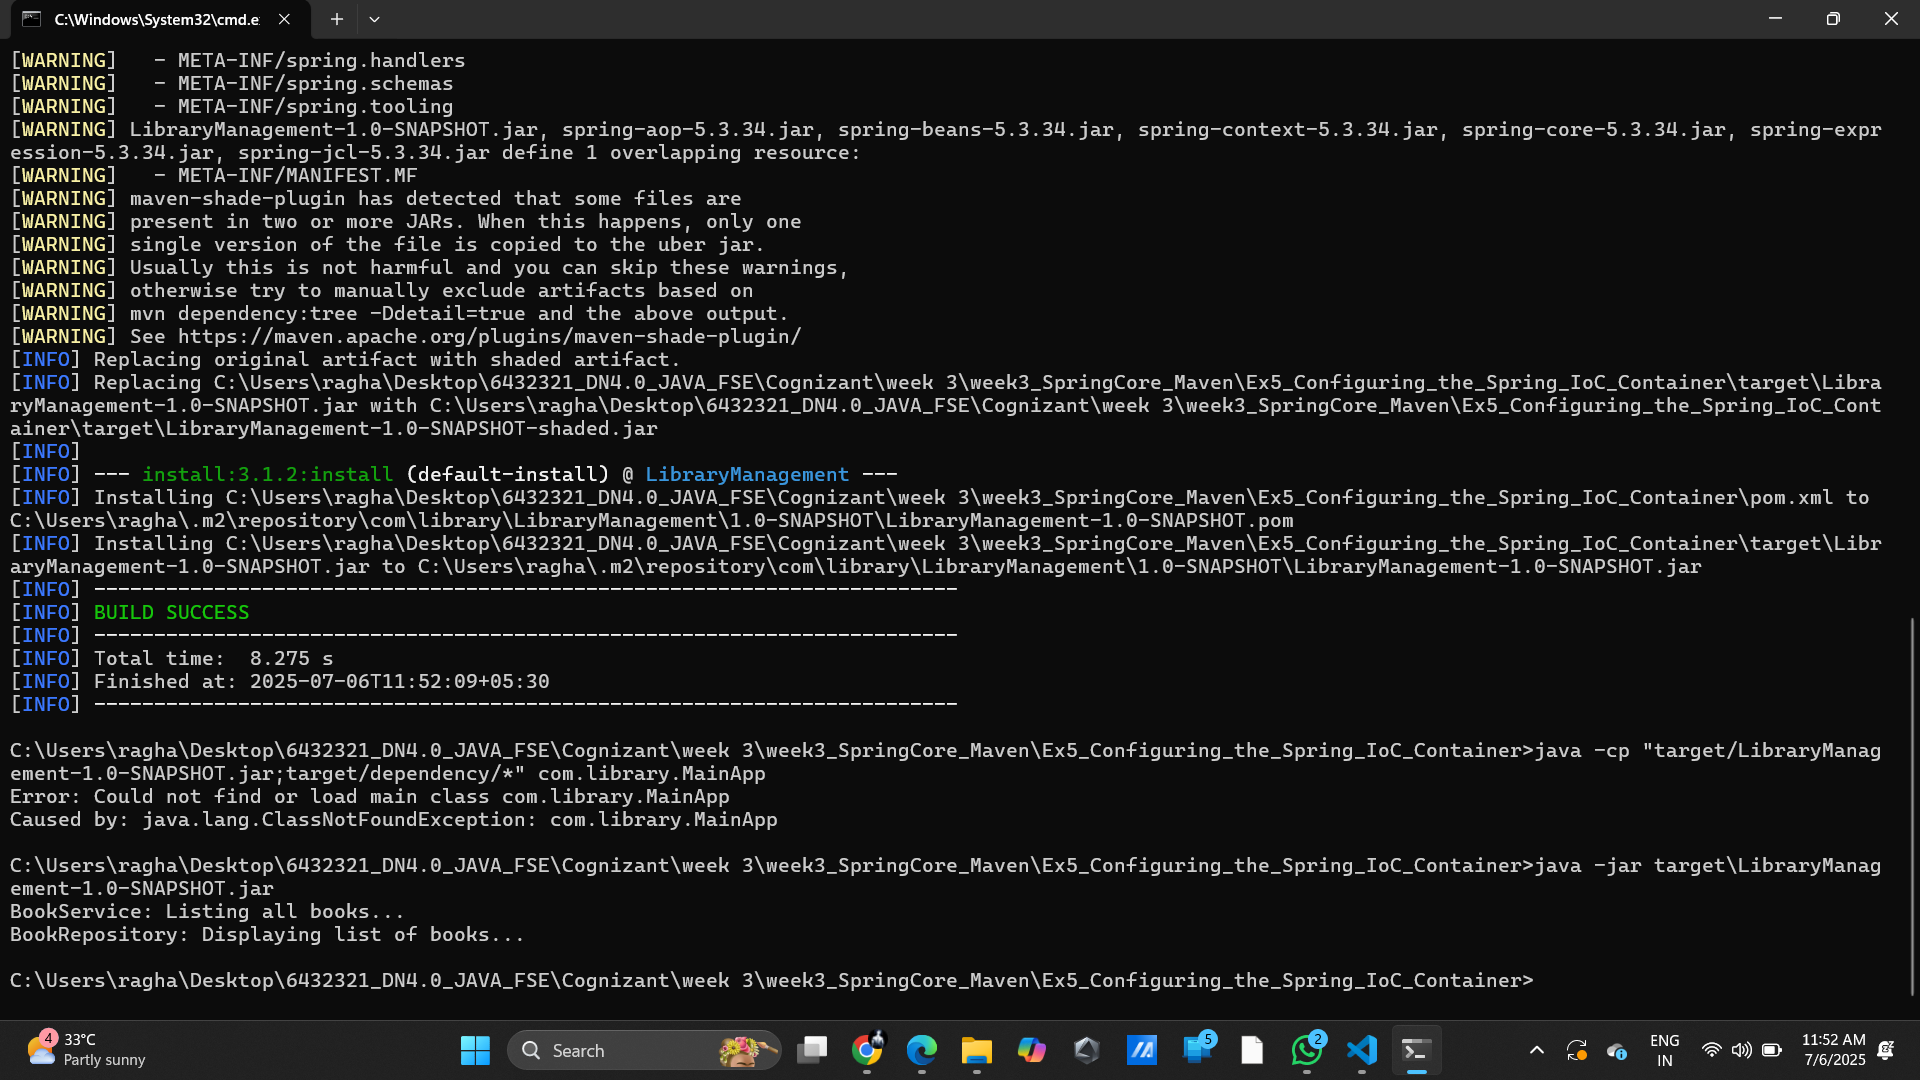 C:\Windows\System32\cmd.e
[WARNING]   - META-INF/spring.handlers
[WARNING]   - META-INF/spring.schemas
[WARNING]   - META-INF/spring.tooling
[WARNING] LibraryManagement-1.0-SNAPSHOT.jar, spring-aop-5.3.34.jar, spring-beans-5.3.34.jar, spring-context-5.3.34.jar, spring-core-5.3.34.jar, spring-expr
ession-5.3.34.jar, spring-jcl-5.3.34.jar define 1 overlapping resource:
[WARNING]   - META-INF/MANIFEST.MF
[WARNING] maven-shade-plugin has detected that some files are
[WARNING] present in two or more JARs. When this happens, only one
[WARNING] single version of the file is copied to the uber jar.
[WARNING] Usually this is not harmful and you can skip these warnings,
[WARNING] otherwise try to manually exclude artifacts based on
[WARNING] mvn dependency:tree -Ddetail=true and the above output.
[WARNING] See https://maven.apache.org/plugins/maven-shade-plugin/
[INFO] Replacing original artifact with shaded artifact.
[INFO] Replacing C:\Users\ragha\Desktop\6432321_DN4.0_JAVA_FSE\Cognizant\week 3\week3_SpringCore_Maven\Ex5_Configuring_the_Spring_IoC_Container\target\Libra
ryManagement-1.0-SNAPSHOT.jar with C:\Users\ragha\Desktop\6432321_DN4.0_JAVA_FSE\Cognizant\week 3\week3_SpringCore_Maven\Ex5_Configuring_the_Spring_IoC_Cont
ainer\target\LibraryManagement-1.0-SNAPSHOT-shaded.jar
[INFO]
[INFO] --- install:3.1.2:install (default-install) @ LibraryManagement ---
[INFO] Installing C:\Users\ragha\Desktop\6432321_DN4.0_JAVA_FSE\Cognizant\week 3\week3_SpringCore_Maven\Ex5_Configuring_the_Spring_IoC_Container\pom.xml to
C:\Users\ragha\.m2\repository\com\library\LibraryManagement\1.0-SNAPSHOT\LibraryManagement-1.0-SNAPSHOT.pom
[INFO] Installing C:\Users\ragha\Desktop\6432321_DN4.0_JAVA_FSE\Cognizant\week 3\week3_SpringCore_Maven\Ex5_Configuring_the_Spring_IoC_Container\target\Libr
aryManagement-1.0-SNAPSHOT.jar to C:\Users\ragha\.m2\repository\com\library\LibraryManagement\1.0-SNAPSHOT\LibraryManagement-1.0-SNAPSHOT.jar
[INFO] ------------------------------------------------------------------------
[INFO] BUILD SUCCESS
[INFO] ------------------------------------------------------------------------
[INFO] Total time:  8.275 s
[INFO] Finished at: 2025-07-06T11:52:09+05:30
[INFO] ------------------------------------------------------------------------
C:\Users\ragha\Desktop\6432321_DN4.0_JAVA_FSE\Cognizant\week 3\week3_SpringCore_Maven\Ex5_Configuring_the_Spring_IoC_Container>java -cp "target/LibraryManag
ement-1.0-SNAPSHOT.jar;target/dependency/*" com.library.MainApp
Error: Could not find or load main class com.library.MainApp
Caused by: java.lang.ClassNotFoundException: com.library.MainApp
C:\Users\ragha\Desktop\6432321_DN4.0_JAVA_FSE\Cognizant\week 3\week3_SpringCore_Maven\Ex5_Configuring_the_Spring_IoC_Container>java -jar target\LibraryManag
ement-1.0-SNAPSHOT.jar
BookService: Listing all books...
BookRepository: Displaying list of books...
C:\Users\ragha\Desktop\6432321_DN4.0_JAVA_FSE\Cognizant\week 3\week3_SpringCore_Maven\Ex5_Configuring_the_Spring_IoC_Container>
4
33°C
Partly sunny
Search
5
2
ENG
IN
11:52 AM
7/6/2025